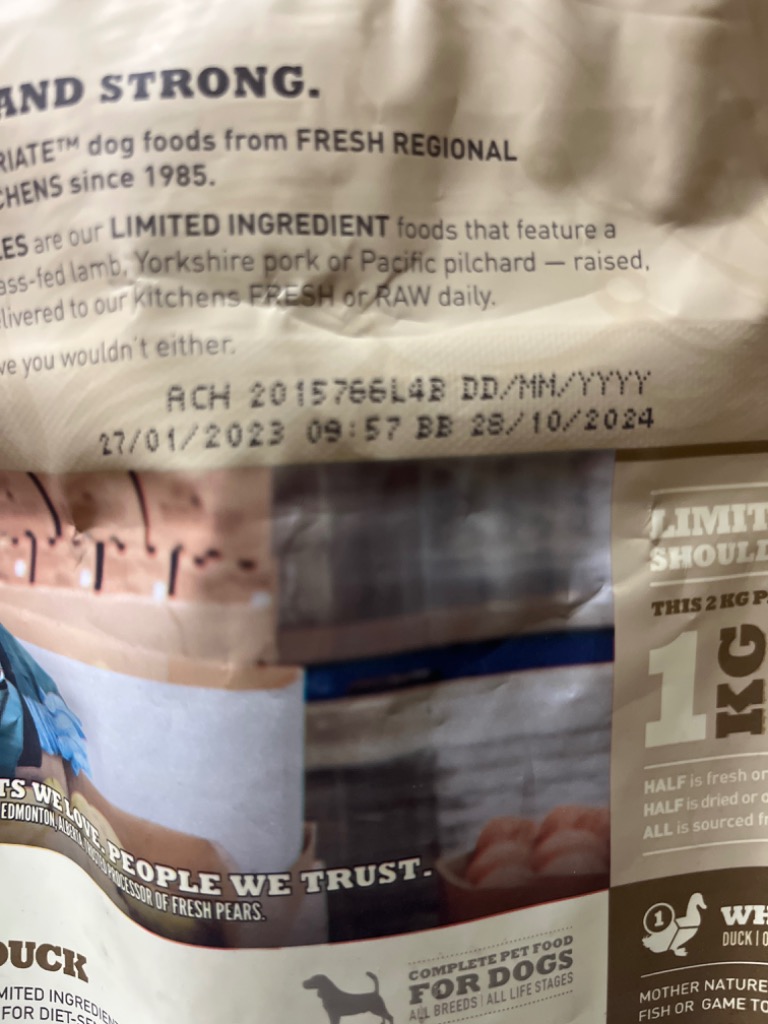 AND STRONG.
RIATE™ dog foods from FRESH REGIONAL
CHENS since 1985.
LES are our LIMITED INGREDIENT foods that feature a
ass-fed lamb, Yorkshire pork or Pacific pilchard — raised,
elivered to our kitchens FRESH or RAW daily.
ve you wouldn't either.
ACH 2015766L4B DD/MM/YYYY
27/01/2023 09:57 BB 28/10/2024
LIMIT
SHOULD
THIS 2 KG P
1 KG
HALF is fresh or
HALF is dried or o
ALL is sourced f
TS WE LOVE. PEOPLE WE TRUST.
EDMONTON, ALBERTA, TRUSTED PROCESSOR OF FRESH PEARS.
DUCK
MITED INGREDIEN
FOR DIET-SE
COMPLETE PET FOOD
FOR DOGS
ALL BREEDS | ALL LIFE STAGES
1
WH
DUCK | O
MOTHER NATURE
FISH OR GAME TO